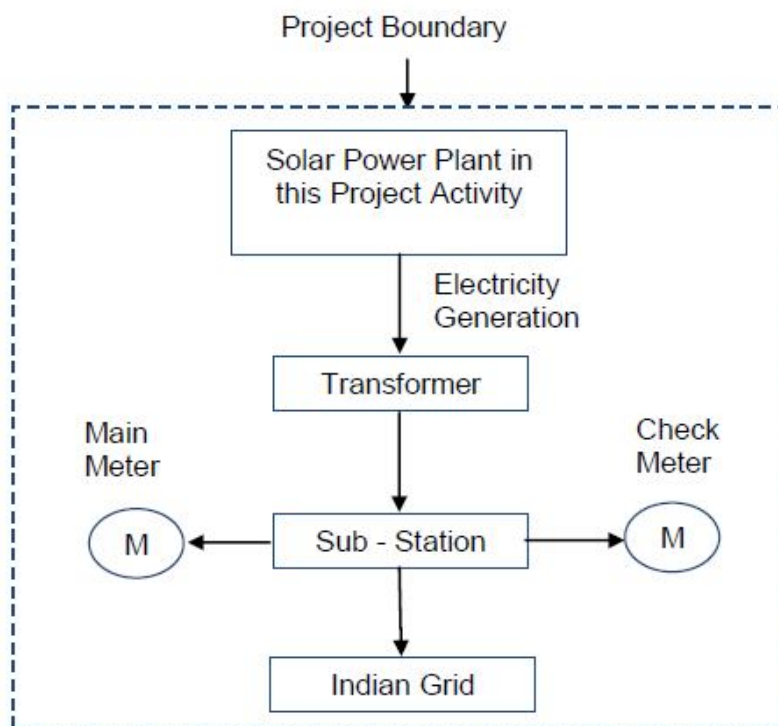 Project Boundary
Solar Power Plant in
this Project Activity
Electricity
Generation
Transformer
Main
Meter
Check
Meter
M
Sub - Station
M
Indian Grid